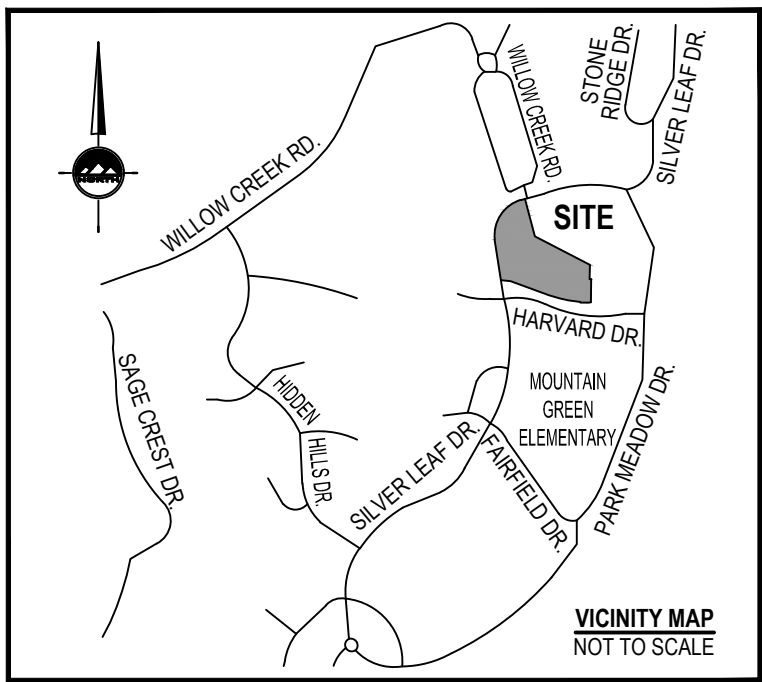 WILLOW CREEK RD.
STONE
RIDGE DR.
SILVER LEAF DR.
NORTH
WILLOW CREEK RD.
SITE
HARVARD DR.
SAGE CREST DR.
HIDDEN
HILLS DR.
MOUNTAIN
GREEN
ELEMENTARY
PARK MEADOW DR.
SILVER LEAF DR.
FAIRFIELD DR.
VICINITY MAP
NOT TO SCALE